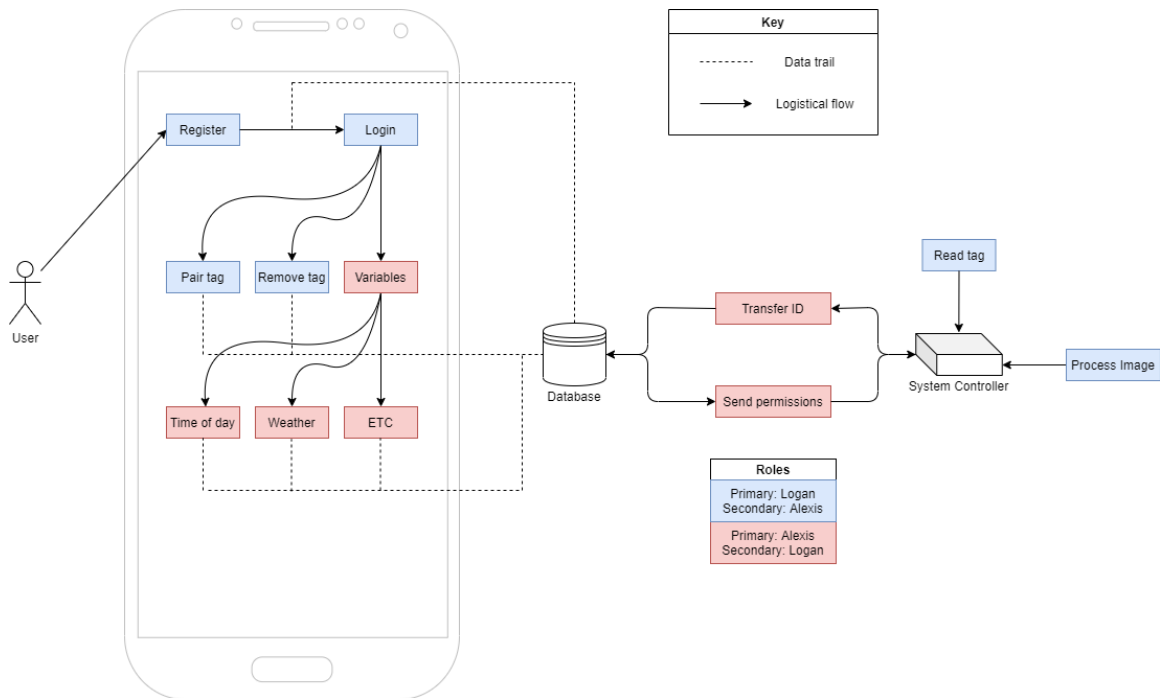 Key
Data trail
Logistical flow
Register
Login
Pair tag
Remove tag
Variables
User
Time of day
Weather
ETC
Database
Transfer ID
Send permissions
Read tag
System Controller
Process Image
Roles
Primary: Logan
Secondary: Alexis
Primary: Alexis
Secondary: Logan